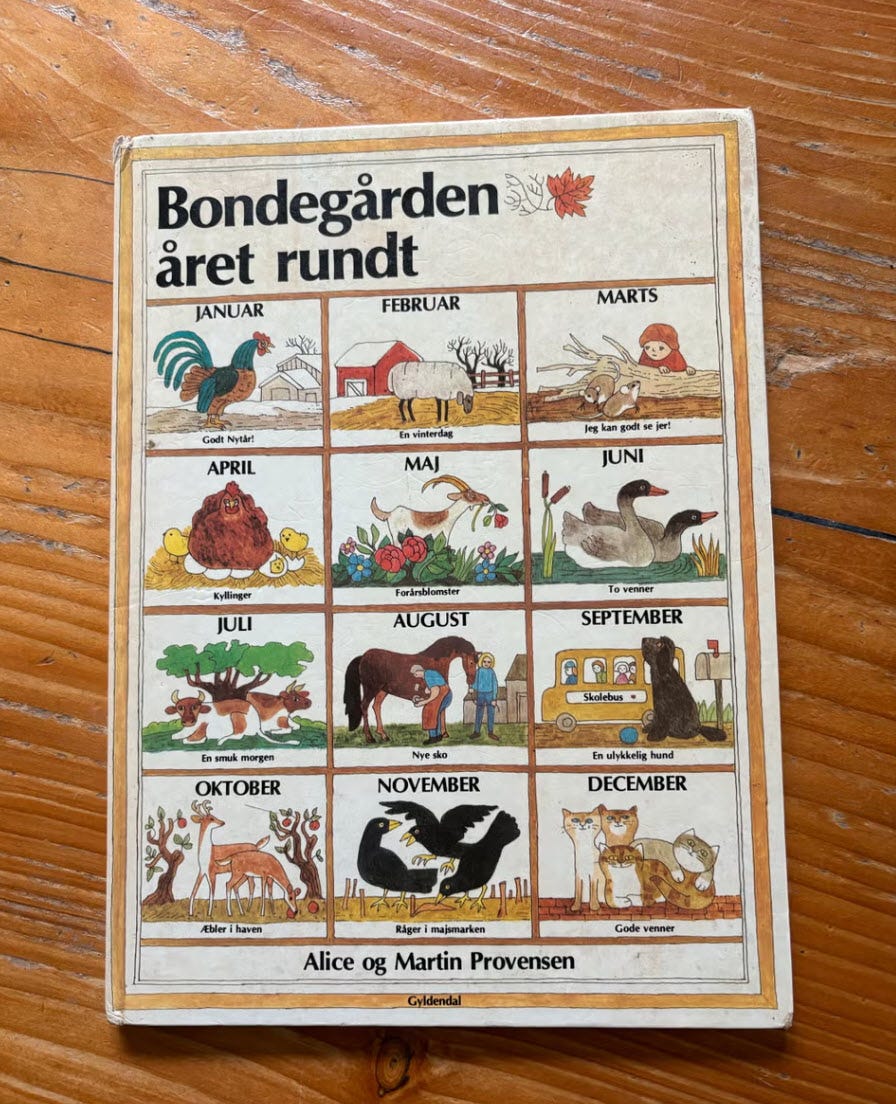 Bondegården
året rundt
JANUAR
Godt Nytår!
FEBRUAR
En vinterdag
MARTS
Jeg kan godt se jer!
APRIL
Kyllinger
MAJ
Forårsblomster
JUNI
To venner
JULI
En smuk morgen
AUGUST
Nye sko
SEPTEMBER
Skolebus
En ulykkelig hund
OKTOBER
Æbler i haven
NOVEMBER
Råger i majsmarken
DECEMBER
Gode venner
Alice og Martin Provensen
Gyldendal